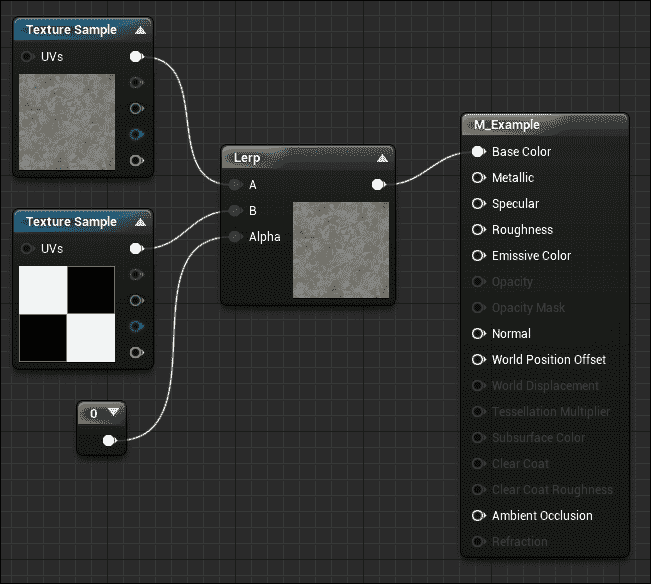 Texture Sample
UVs
Texture Sample
UVs
0
Lerp
A
B
Alpha
M_Example
Base Color
Metallic
Specular
Roughness
Emissive Color
Opacity
Opacity Mask
Normal
World Position Offset
World Displacement
Tessellation Multiplier
Subsurface Color
Clear Coat
Clear Coat Roughness
Ambient Occlusion
Refraction